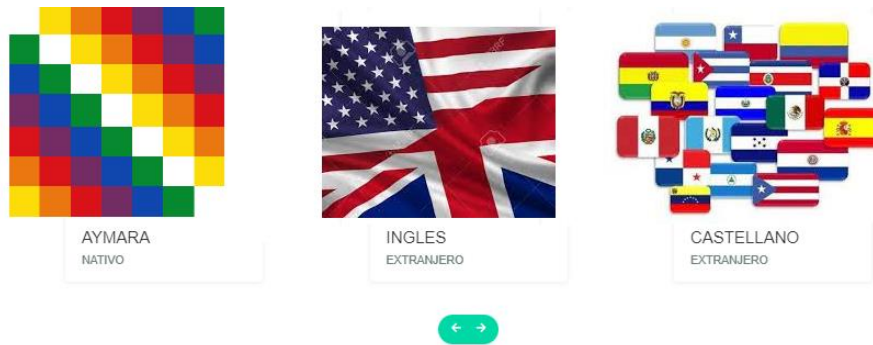 AYMARA
NATIVO
INGLES
EXTRANJERO
CASTELLANO
EXTRANJERO